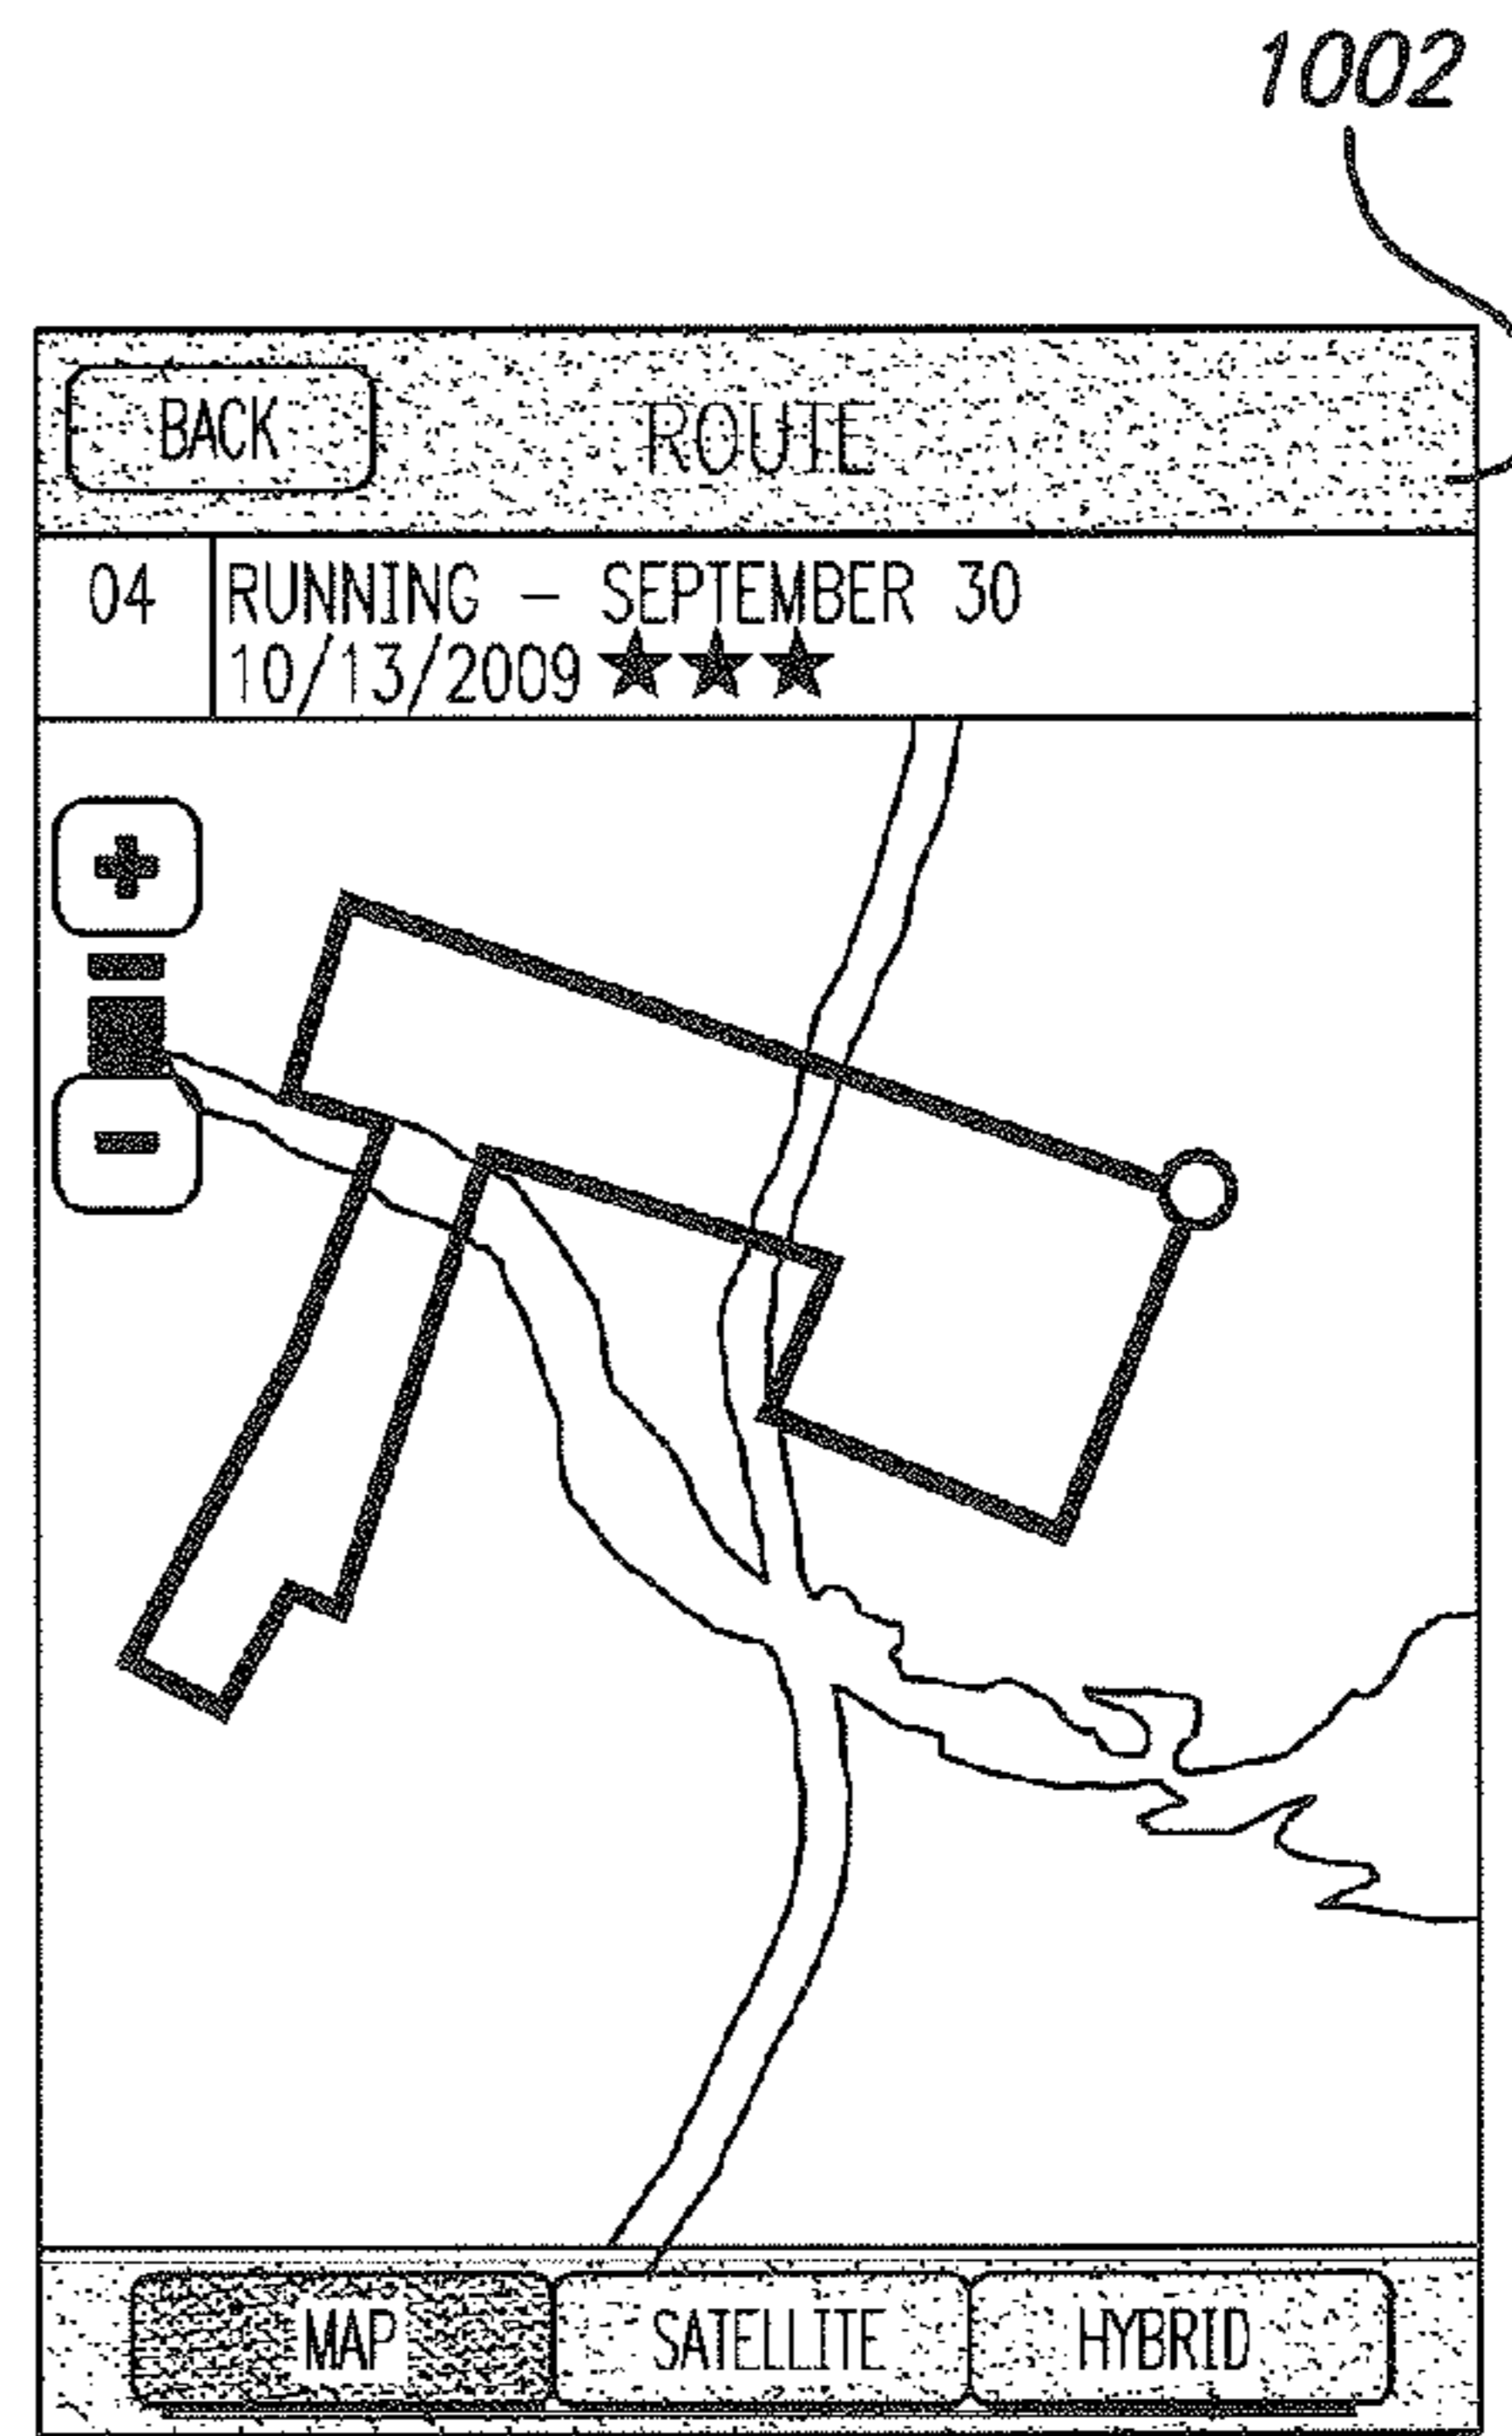 1002
BACK ROUTE
04 RUNNING - SEPTEMBER 30
10/13/2009 ★★★
+
-
MAP SATELLITE HYBRID